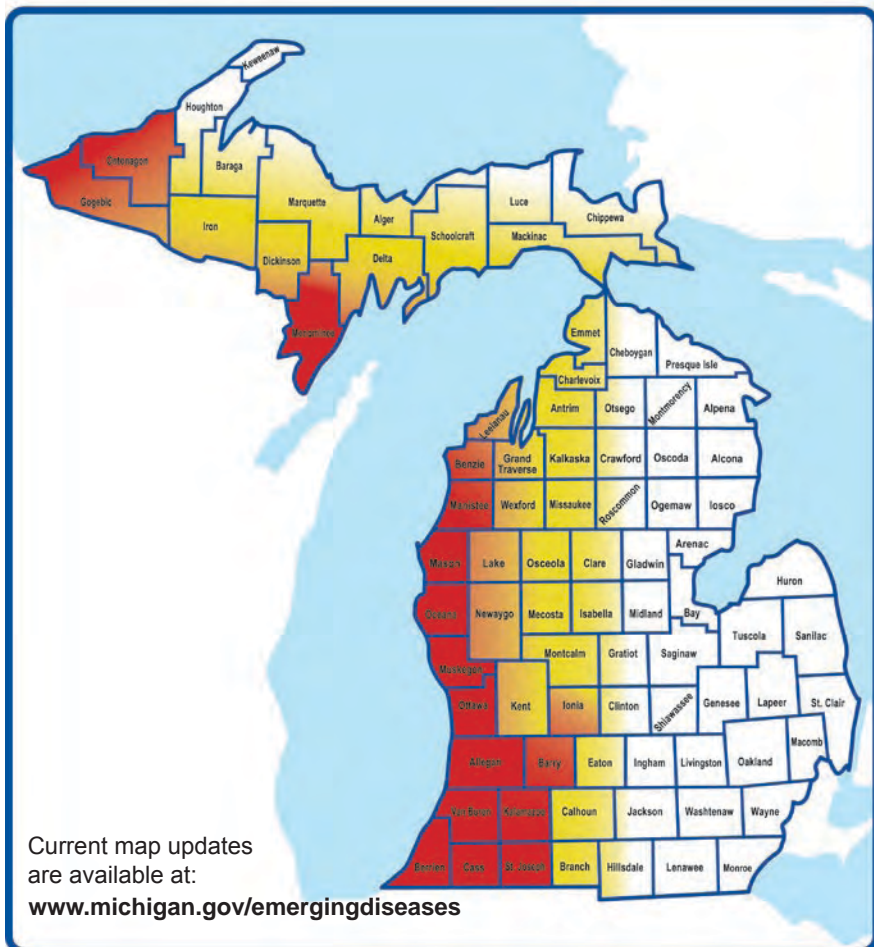 Keweenaw
Houghton
Ontonagon
Baraga
Gogebic
Marquette
Luce
Chippewa
Alger
Iron
Schoolcraft
Mackinac
Dickinson
Delta
Menominee
Emmet
Cheboygan
Presque Isle
Charlevoix
Leelanau
Antrim
Otsego
Montmorency
Alpena
Benzie
Grand
Traverse
Kalkaska
Crawford
Oscoda
Alcona
Manistee
Wexford
Missaukee
Roscommon
Ogemaw
Iosco
Arenac
Mason
Lake
Osceola
Clare
Gladwin
Huron
Oceana
Newaygo
Mecosta
Isabella
Midland
Bay
Tuscola
Sanilac
Muskegon
Montcalm
Gratiot
Saginaw
Ottawa
Kent
Ionia
Clinton
Shiawassee
Genesee
Lapeer
St. Clair
Allegan
Barry
Eaton
Ingham
Livingston
Oakland
Macomb
Van Buren
Kalamazoo
Calhoun
Jackson
Washtenaw
Wayne
Berrien
Cass
St. Joseph
Branch
Hillsdale
Lenawee
Monroe
Current map updates
are available at:
www.michigan.gov/emergingdiseases